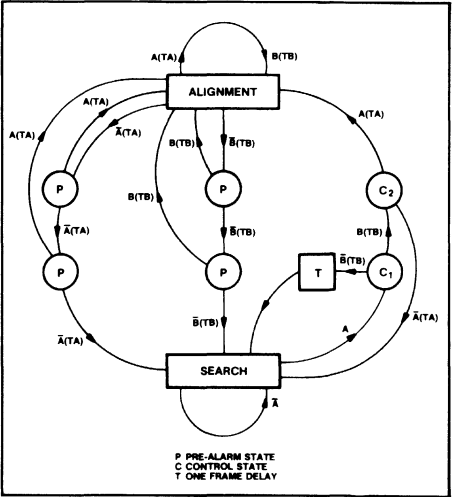 A(TA)
B(TB)
ALIGNMENT
A(TA)
A(TA)
A̅(TA)
B̅(TB)
A(TA)
B(TB)
B(TB)
P
P
C2
A̅(TA)
B̅(TB)
B(TB)
B̅(TB)
P
P
T
C1
A̅(TA)
B̅(TB)
A
A̅(TA)
SEARCH
A̅
P PRE-ALARM STATE
C CONTROL STATE
T ONE FRAME DELAY